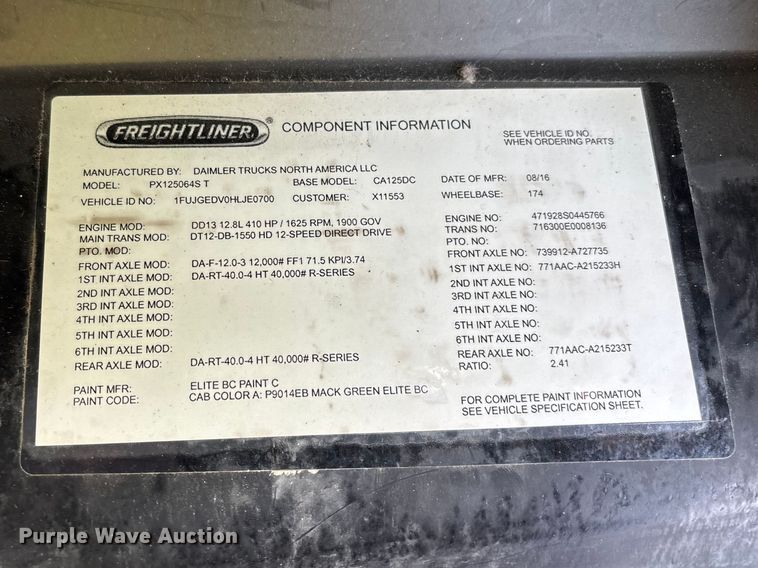 FREIGHTLINER COMPONENT INFORMATION
SEE VEHICLE ID NO.
WHEN ORDERING PARTS
MANUFACTURED BY: DAIMLER TRUCKS NORTH AMERICA LLC
MODEL: PX125064S T BASE MODEL: CA125DC DATE OF MFR: 08/16
VEHICLE ID NO: 1FUJGEDV0HLJE0700 CUSTOMER: X11553 WHEELBASE: 174
ENGINE MOD: DD13 12.8L 410 HP / 1625 RPM, 1900 GOV ENGINE NO: 471928S0445766
MAIN TRANS MOD: DT12-DB-1550 HD 12-SPEED DIRECT DRIVE TRANS NO: 716300E0008136
PTO. MOD: PTO. NO:
FRONT AXLE MOD: DA-F-12.0-3 12,000# FF1 71.5 KPI/3.74 FRONT AXLE NO: 739912-A727735
1ST INT AXLE MOD: DA-RT-40.0-4 HT 40,000# R-SERIES 1ST INT AXLE NO: 771AAC-A215233H
2ND INT AXLE MOD: 2ND INT AXLE NO:
3RD INT AXLE MOD: 3RD INT AXLE NO:
4TH INT AXLE MOD: 4TH INT AXLE NO:
5TH INT AXLE MOD: 5TH INT AXLE NO:
6TH INT AXLE MOD: 6TH INT AXLE NO:
REAR AXLE MOD: DA-RT-40.0-4 HT 40,000# R-SERIES REAR AXLE NO: 771AAC-A215233T
RATIO: 2.41
PAINT MFR: ELITE BC PAINT C
PAINT CODE: CAB COLOR A: P9014EB MACK GREEN ELITE BC
FOR COMPLETE PAINT INFORMATION
SEE VEHICLE SPECIFICATION SHEET.
Purple Wave Auction